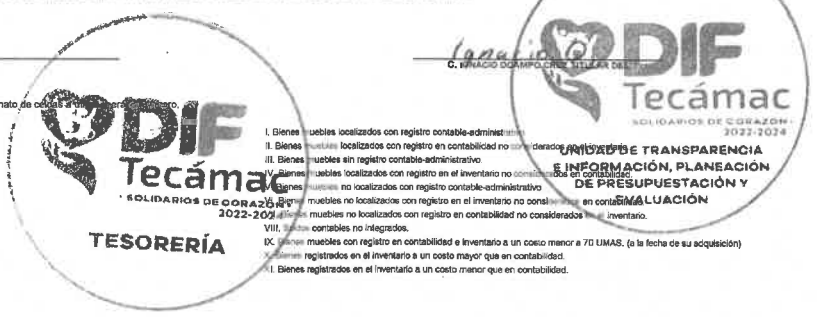 Ignacio
C. IGNACIO OCAMPO CRUZ TITULAR DE
DIF
Tecámac
SOLIDARIOS DE CORAZÓN
2022-2024
UNIDAD DE TRANSPARENCIA
E INFORMACIÓN, PLANEACIÓN
DE PRESUPUESTACIÓN Y
EVALUACIÓN
DIF
Tecámac
SOLIDARIOS DE CORAZÓN
2022-202
TESORERÍA
I. Bienes muebles localizados con registro contable-administrativo
II. Bienes muebles localizados con registro en contabilidad no considerados en el inventario
III. Bienes muebles sin registro contable-administrativo
IV. Bienes muebles localizados con registro en el inventario no considerados en contabilidad.
Bienes muebles no localizados con registro contable-administrativo
VI. Bienes muebles no localizados con registro en el inventario no considerados en contabilidad
Bienes muebles no localizados con registro en contabilidad no considerados en el inventario.
VIII. Saldos contables no integrados.
IX. Bienes muebles con registro en contabilidad e inventario a un costo menor a 70 UMAS. (a la fecha de su adquisición)
X. Bienes registrados en el inventario a un costo mayor que en contabilidad.
XI. Bienes registrados en el inventario a un costo menor que en contabilidad.